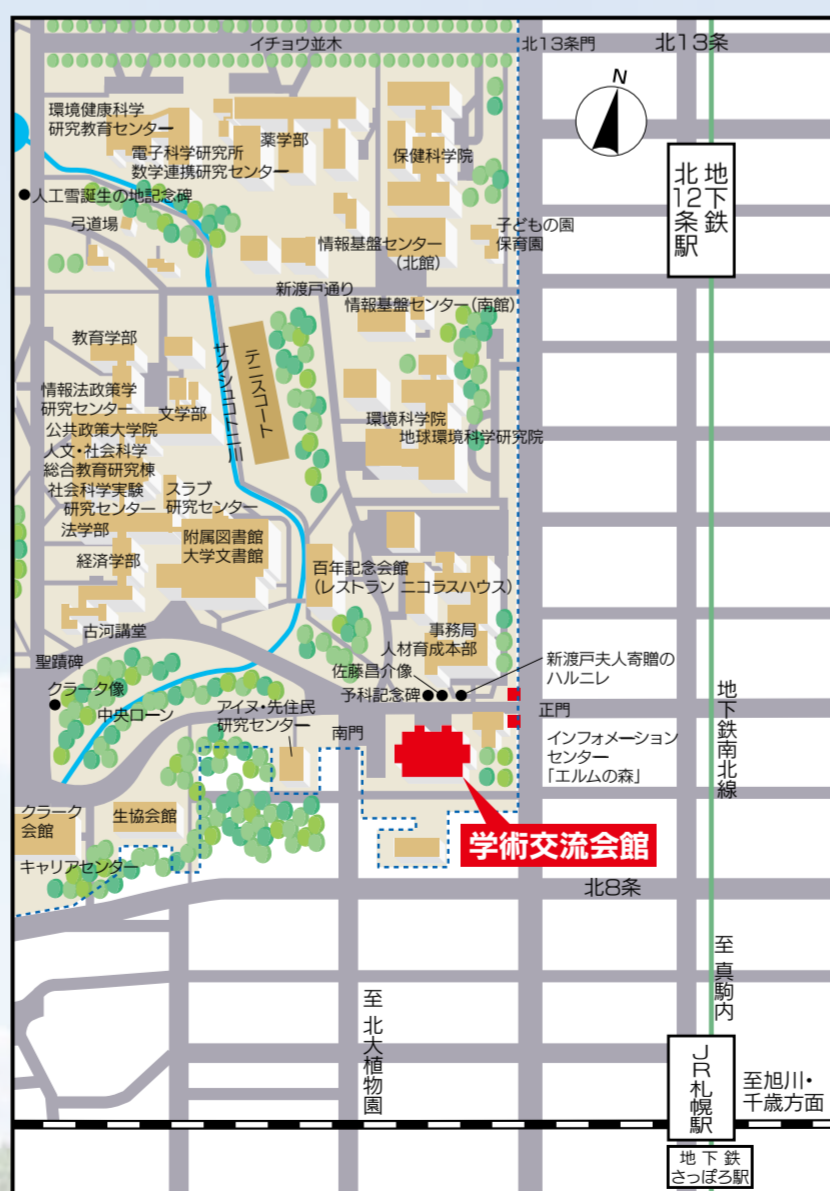 イチョウ並木
北13条門
北13条
N
環境健康科学
研究教育センター
電子科学研究所
数学連携研究センター
薬学部
保健科学院
地下鉄
北12条駅
人工雪誕生の地記念碑
弓道場
情報基盤センター
(北館)
子どもの園
保育園
新渡戸通り
情報基盤センター(南館)
教育学部
サクシュコトニ川
テニスコート
情報法政策学
研究センター
文学部
公共政策大学院
人文・社会科学
総合教育研究棟
社会科学実験
研究センター
スラブ
研究センター
環境科学院
地球環境科学研究院
法学部
附属図書館
大学文書館
経済学部
百年記念会館
(レストラン ニコラスハウス)
古河講堂
事務局
人材育成本部
聖蹟碑
佐藤昌介像
新渡戸夫人寄贈の
ハルニレ
クラーク像
予科記念碑
中央ローン
アイヌ・先住民
研究センター
南門
正門
地下鉄南北線
インフォメーション
センター
「エルムの森」
クラーク
会館
生協会館
学術交流会館
キャリアセンター
北8条
至 真駒内
至 北大植物園
JR札幌駅
至旭川・
千歳方面
地下鉄
さっぽろ駅